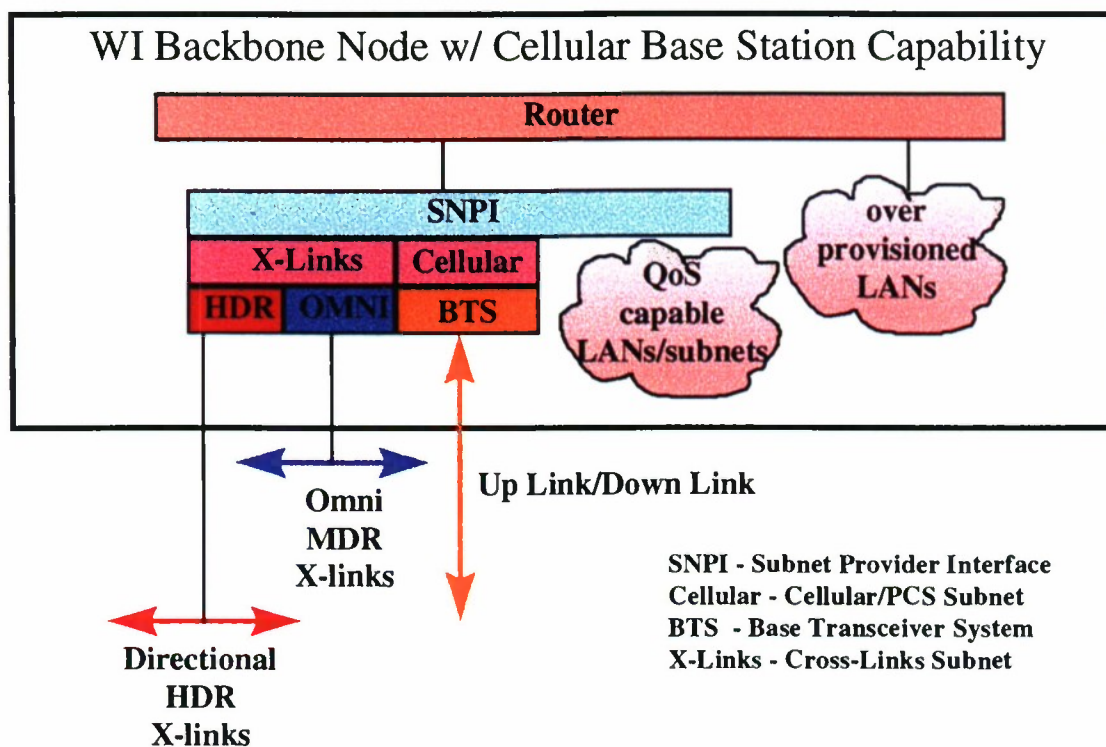 WI Backbone Node w/ Cellular Base Station Capability
Router
SNPI
over
provisioned
LANs
X-Links
Cellular
QoS
capable
LANs/subnets
HDR
OMNI
BTS
Up Link/Down Link
Omni
MDR
X-links
Directional
HDR
X-links
SNPI - Subnet Provider Interface
Cellular - Cellular/PCS Subnet
BTS - Base Transceiver System
X-Links - Cross-Links Subnet